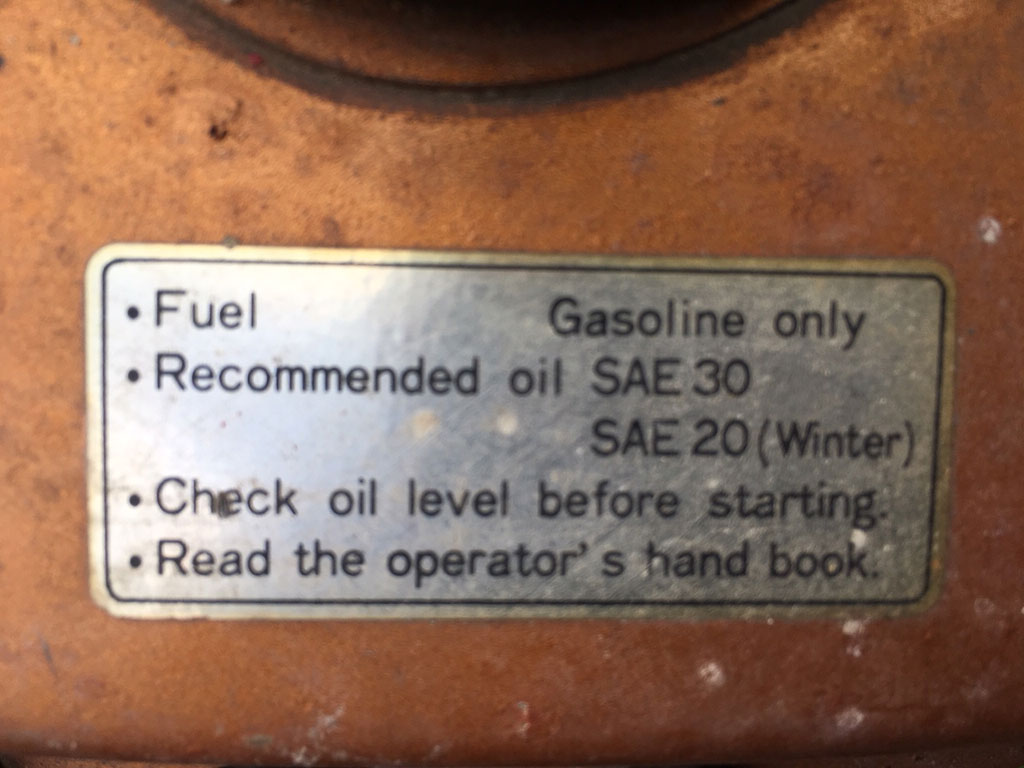 • Fuel Gasoline only
• Recommended oil SAE 30
SAE 20 (Winter)
• Check oil level before starting.
• Read the operator's hand book.